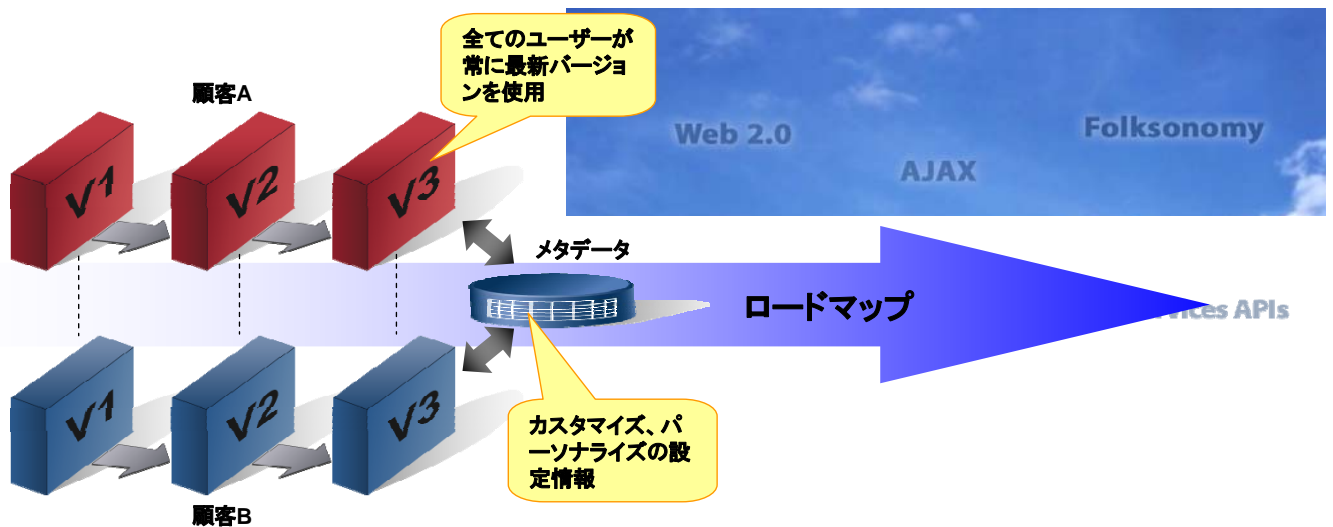 全てのユーザーが
常に最新バージョ
ンを使用
顧客A
Web 2.0
Folksonomy
AJAX
V1
V2
V3
メタデータ
ロードマップ
APIs
V1
V2
V3
カスタマイズ、パ
ーソナライズの設
定情報
顧客B